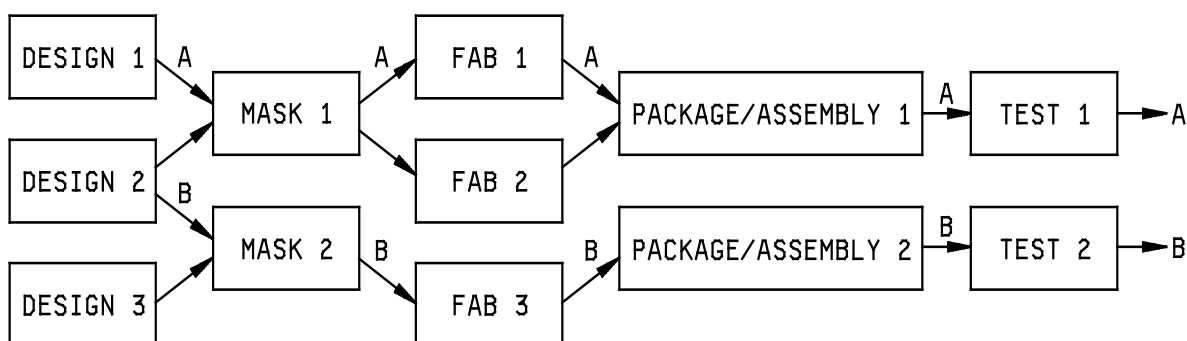 DESIGN 1
A
MASK 1
A
FAB 1
A
PACKAGE/ASSEMBLY 1
A
TEST 1
A
DESIGN 2
B
FAB 2
MASK 2
B
B
PACKAGE/ASSEMBLY 2
B
TEST 2
B
DESIGN 3
FAB 3